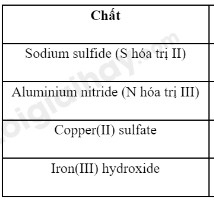 Chất
Sodium sulfide (S hóa trị II)
Aluminium nitride (N hóa trị III)
Copper(II) sulfate
Iron(III) hydroxide